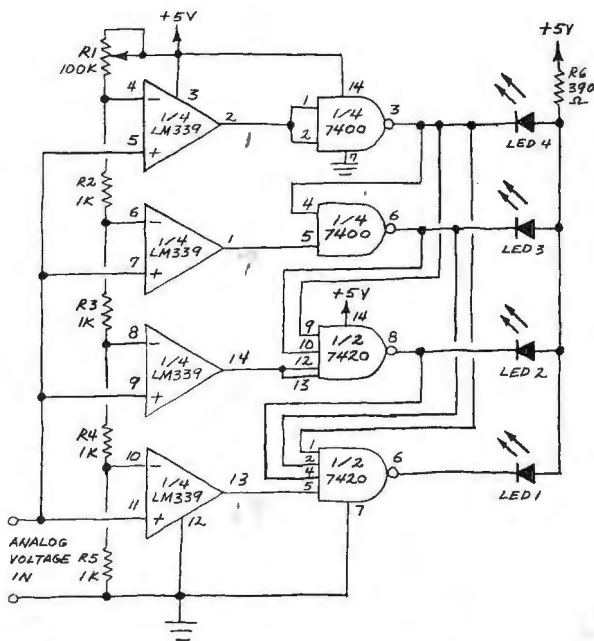 +5V
R1
100K
4
3
1/4
LM339
2
5
14
1
2
1/4
7400
3
7
LED 4
+5V
R6
390
Ω
R2
1K
6
1/4
LM339
1
7
4
5
1/4
7400
6
LED 3
R3
1K
8
1/4
LM339
14
9
+5V
14
9
10
12
13
1/2
7420
8
LED 2
R4
1K
10
1/4
LM339
13
11
12
1
2
4
5
1/2
7420
6
7
LED 1
ANALOG
VOLTAGE
IN
R5
1K